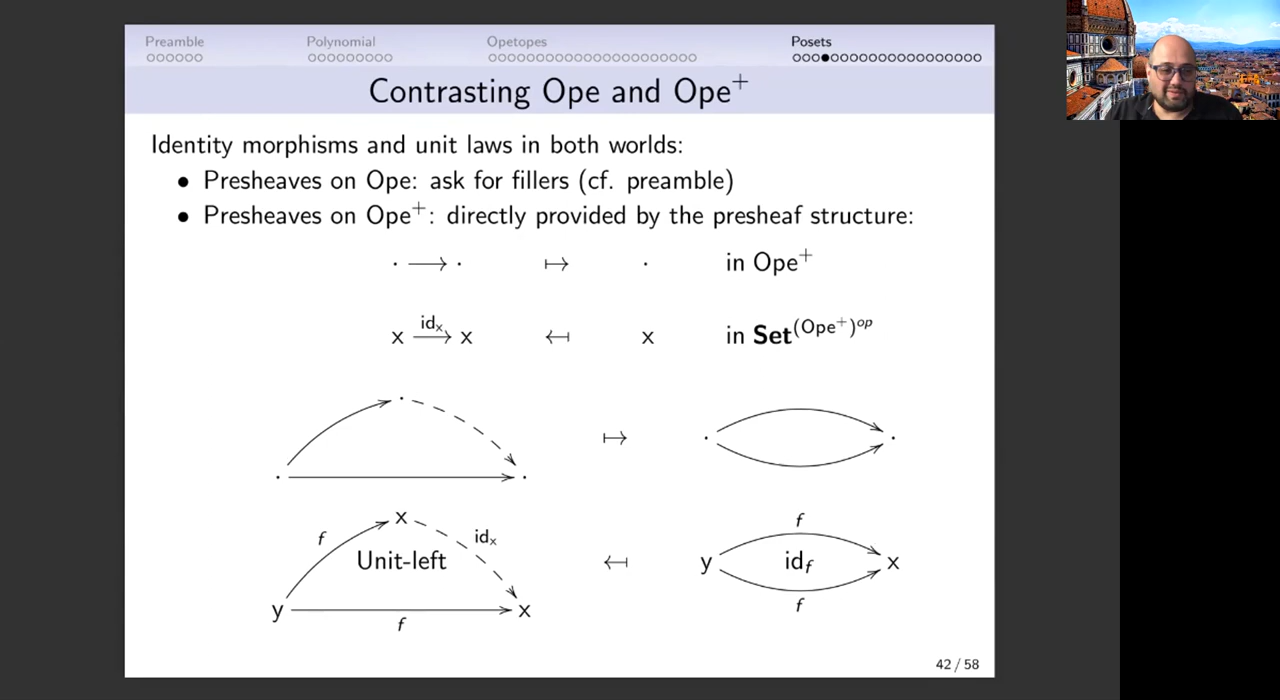 Preamble Polynomial Opetopes Posets
Contrasting Ope and Ope⁺
Identity morphisms and unit laws in both worlds:
• Presheaves on Ope: ask for fillers (cf. preamble)
• Presheaves on Ope⁺: directly provided by the presheaf structure:
· ⟶ · ↦ · in Ope⁺
idₓ
x ⟶ x ↤ x in Set^(Ope⁺)^op
· · ↦ · ·
· 
x f
f idₓ
Unit-left ↤ y id_f x
y x f
f
42 / 58